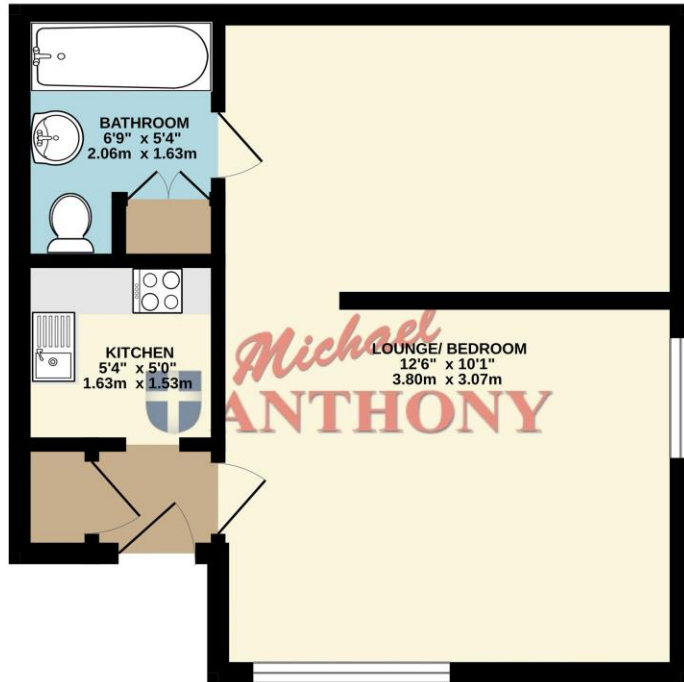 BATHROOM
6'9" x 5'4"
2.06m x 1.63m
KITCHEN
5'4" x 5'0"
1.63m x 1.53m
Michael
ANTHONY
LOUNGE/ BEDROOM
12'6" x 10'1"
3.80m x 3.07m